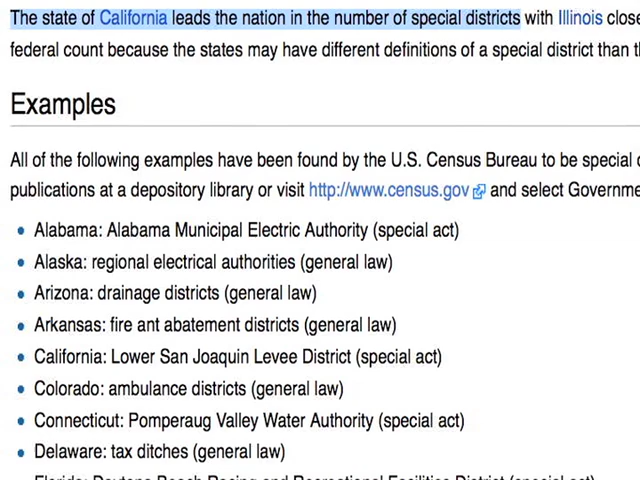 The state of California leads the nation in the number of special districts with Illinois close
federal count because the states may have different definitions of a special district than
Examples
All of the following examples have been found by the U.S. Census Bureau to be special
publications at a depository library or visit http://www.census.gov and select
Alabama: Alabama Municipal Electric Authority (special act)
Alaska: regional electrical authorities (general law)
Arizona: drainage districts (general law)
Arkansas: fire ant abatement districts (general law)
California: Lower San Joaquin Levee District (special act)
Colorado: ambulance districts (general law)
Connecticut: Pomperaug Valley Water Authority (special act)
Delaware: tax ditches (general law)